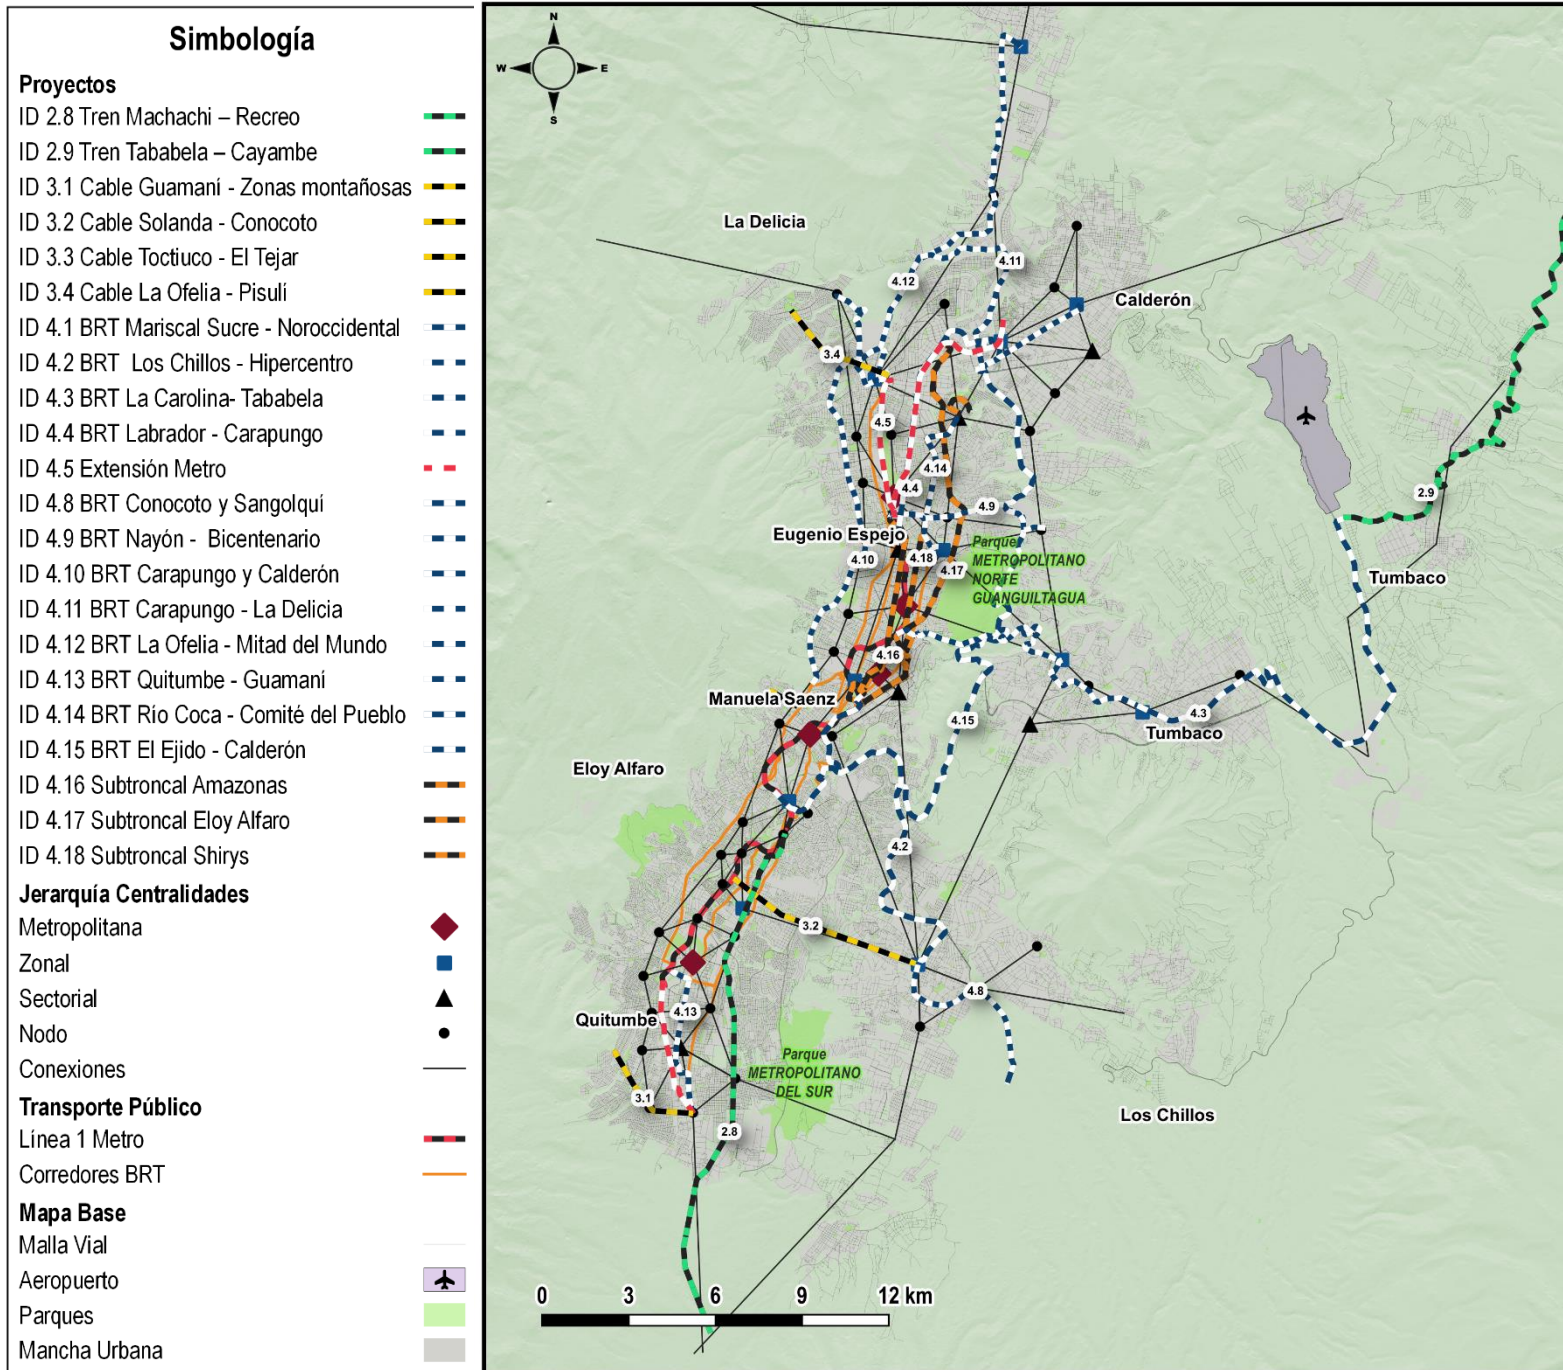 Simbología
Proyectos
ID 2.8 Tren Machachi – Recreo
ID 2.9 Tren Tababela – Cayambe
ID 3.1 Cable Guamaní - Zonas montañosas
ID 3.2 Cable Solanda - Conocoto
ID 3.3 Cable Toctiuco - El Tejar
ID 3.4 Cable La Ofelia - Pisulí
ID 4.1 BRT Mariscal Sucre - Noroccidental
ID 4.2 BRT Los Chillos - Hipercentro
ID 4.3 BRT La Carolina- Tababela
ID 4.4 BRT Labrador - Carapungo
ID 4.5 Extensión Metro
ID 4.8 BRT Conocoto y Sangolquí
ID 4.9 BRT Nayón - Bicentenario
ID 4.10 BRT Carapungo y Calderón
ID 4.11 BRT Carapungo - La Delicia
ID 4.12 BRT La Ofelia - Mitad del Mundo
ID 4.13 BRT Quitumbe - Guamaní
ID 4.14 BRT Río Coca - Comité del Pueblo
ID 4.15 BRT El Ejido - Calderón
ID 4.16 Subtroncal Amazonas
ID 4.17 Subtroncal Eloy Alfaro
ID 4.18 Subtroncal Shirys
Jerarquía Centralidades
Metropolitana
Zonal
Sectorial
Nodo
Conexiones
Transporte Público
Línea 1 Metro
Corredores BRT
Mapa Base
Malla Vial
Aeropuerto
Parques
Mancha Urbana
N
W
E
S
La Delicia
4.11
4.12
Calderón
3.4
4.5
4.14
4.4
2.9
4.9
Eugenio Espejo
4.10
4.18
4.17
Parque
METROPOLITANO
NORTE
GUANGUILTAGUA
Tumbaco
4.16
Manuela Saenz
4.15
4.3
Tumbaco
Eloy Alfaro
4.2
3.2
4.8
4.13
Quitumbe
Parque
METROPOLITANO
DEL SUR
3.1
2.8
Los Chillos
0
3
6
9
12 km